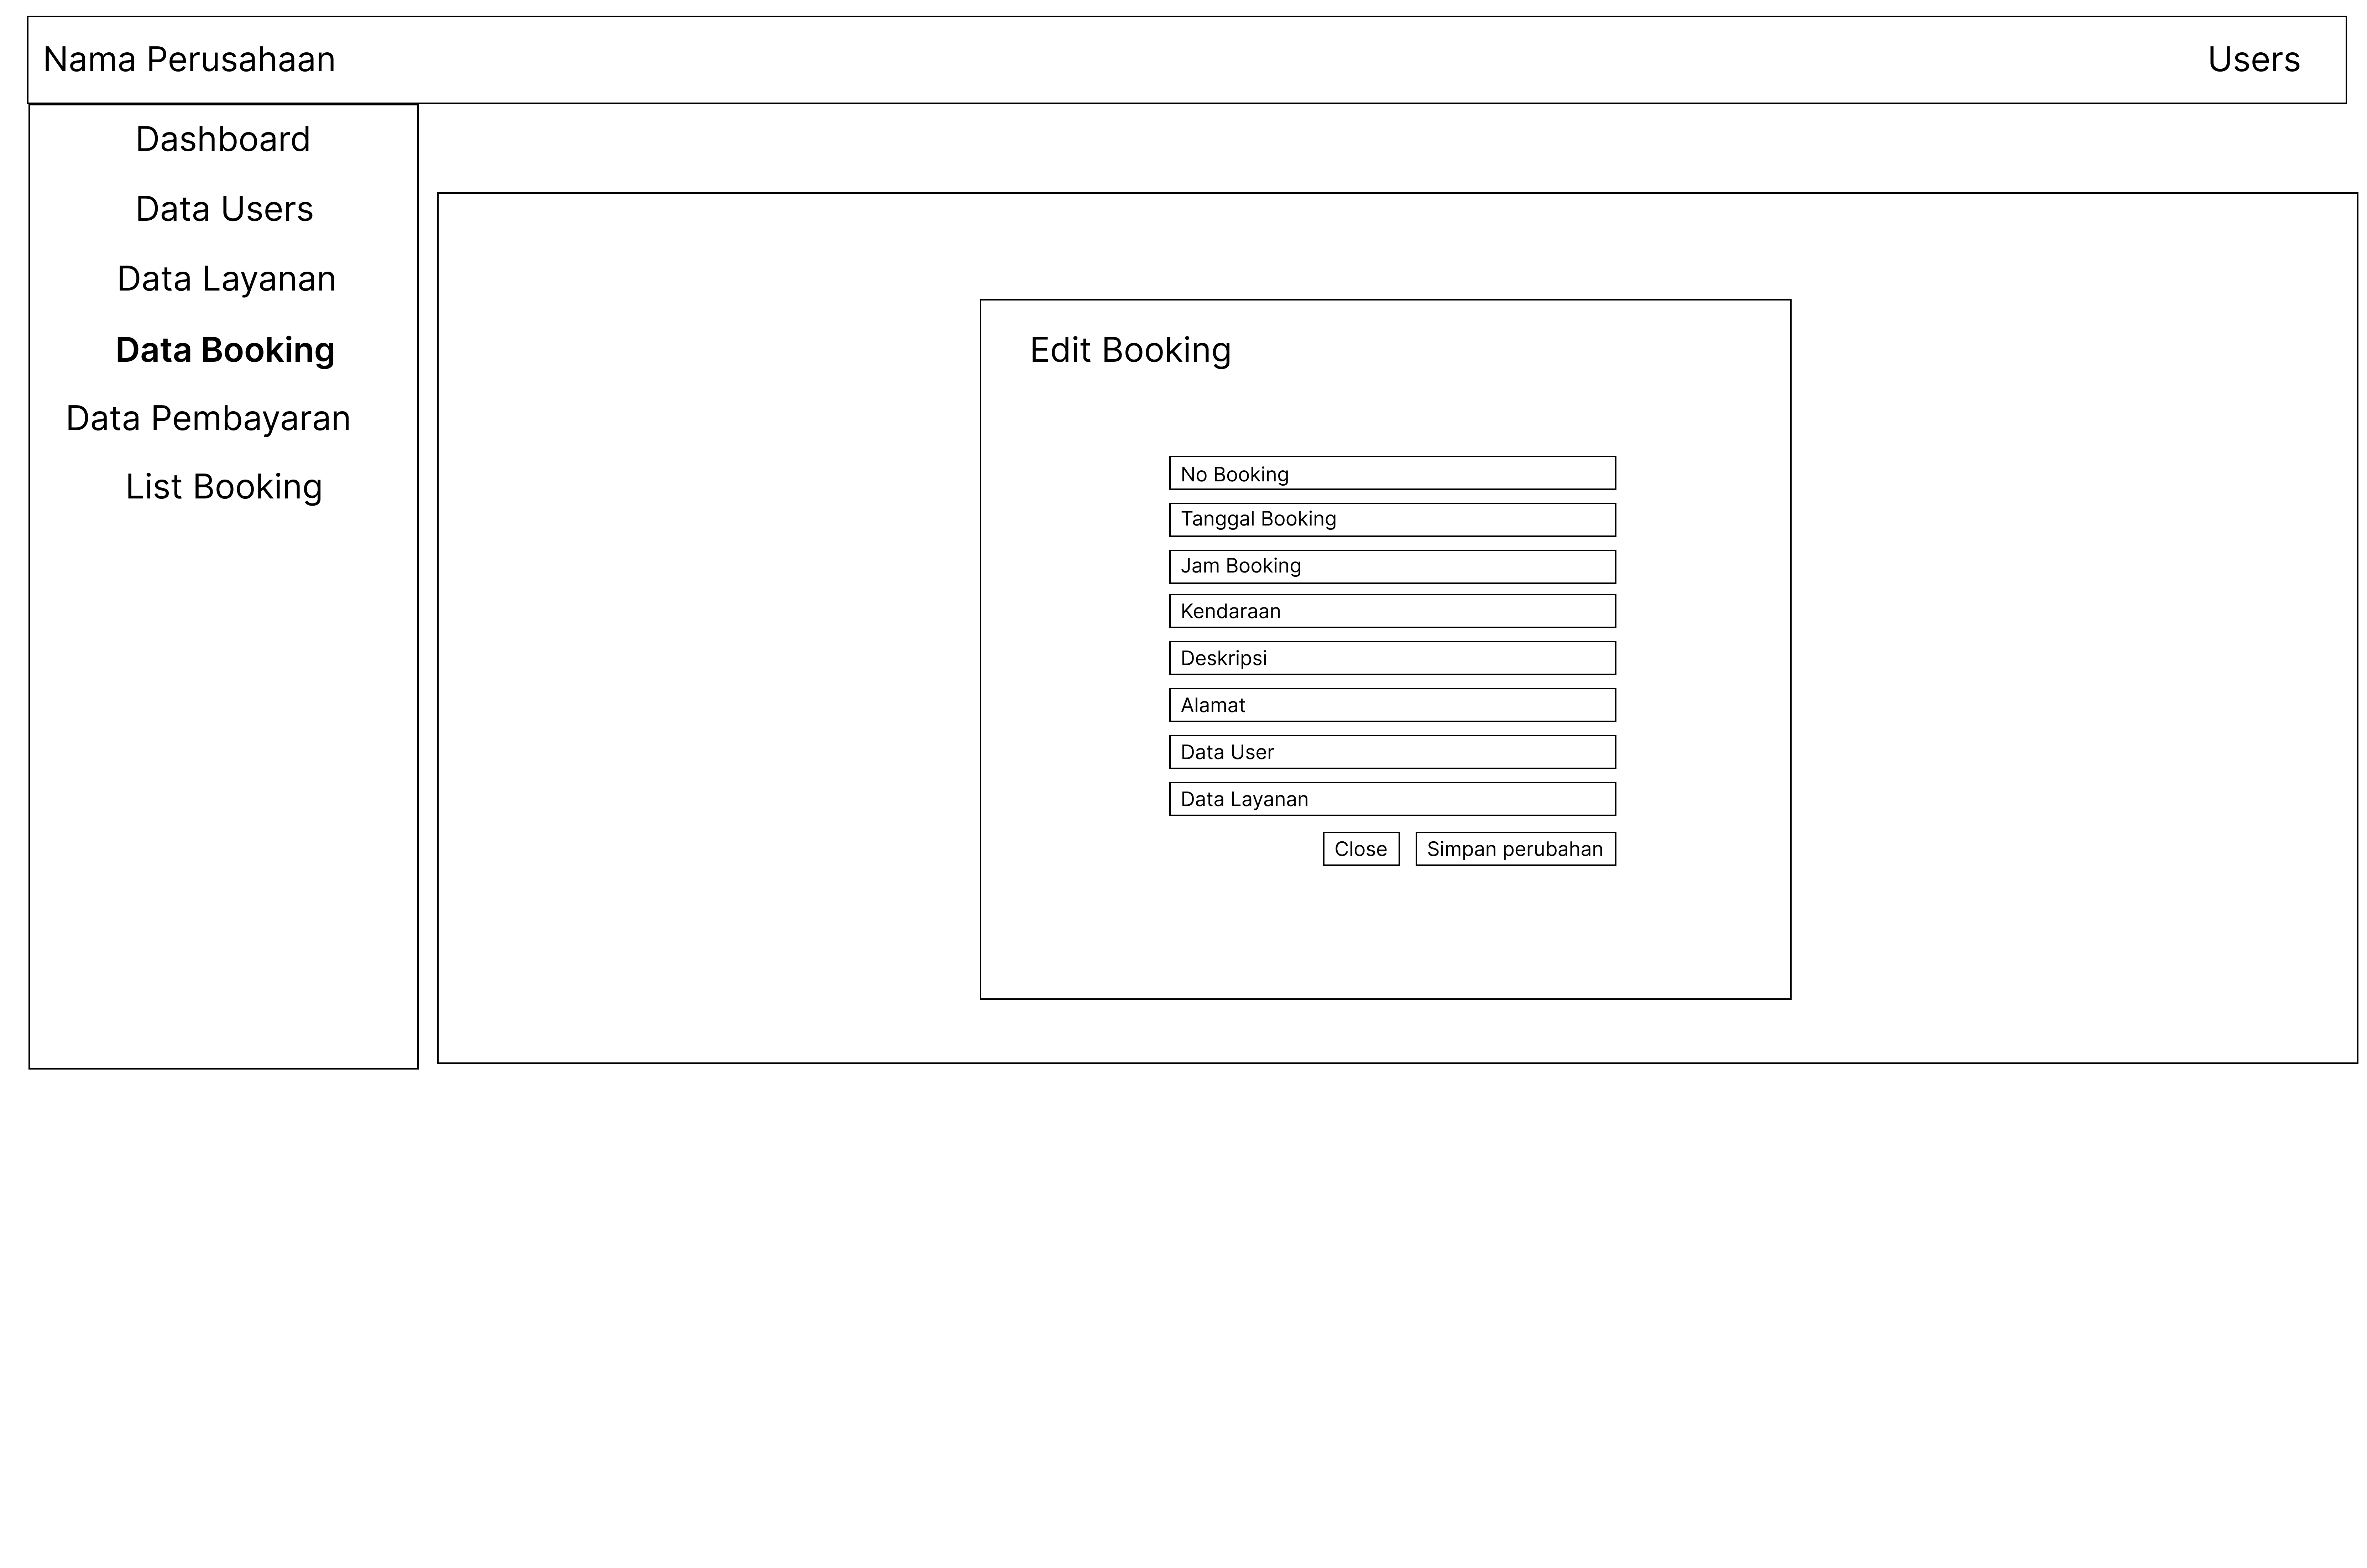 Nama Perusahaan
Users
Dashboard
Data Users
Data Layanan
Data Booking
Data Pembayaran
List Booking
Edit Booking
No Booking
Tanggal Booking
Jam Booking
Kendaraan
Deskripsi
Alamat
Data User
Data Layanan
Close
Simpan perubahan